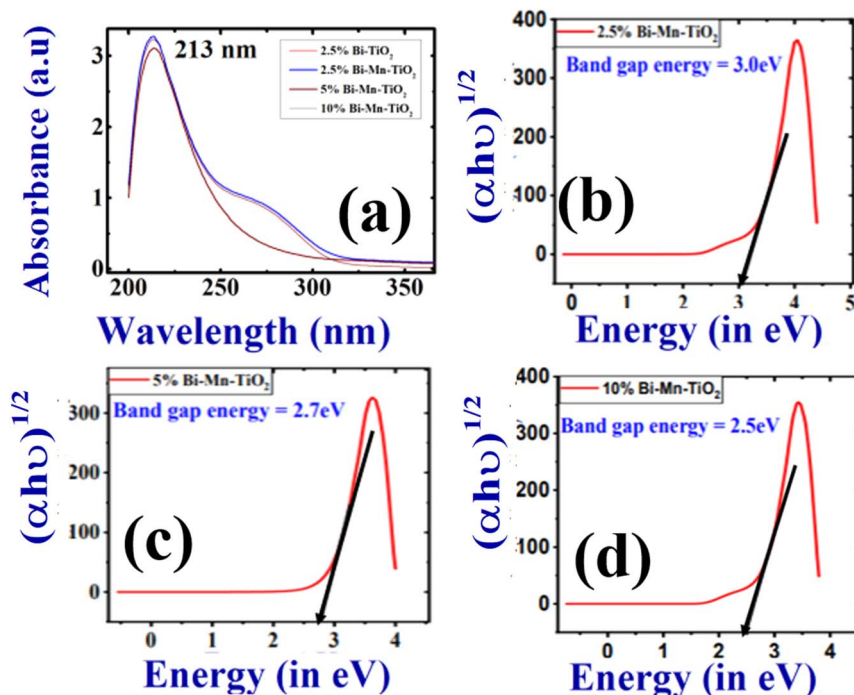 213 nm
2.5% Bi-TiO₂
2.5% Bi-Mn-TiO₂
5% Bi-Mn-TiO₂
10% Bi-Mn-TiO₂
(a)
Absorbance (a.u)
3
2
1
0
200 250 300 350
Wavelength (nm)
2.5% Bi-Mn-TiO₂
Band gap energy = 3.0eV
(b)
(αhυ)^1/2
400
300
200
100
0
0 1 2 3 4 5
Energy (in eV)
5% Bi-Mn-TiO₂
Band gap energy = 2.7eV
(c)
(αhυ)^1/2
300
200
100
0
0 1 2 3 4
Energy (in eV)
10% Bi-Mn-TiO₂
Band gap energy = 2.5eV
(d)
(αhυ)^1/2
400
300
200
100
0
0 1 2 3 4
Energy (in eV)